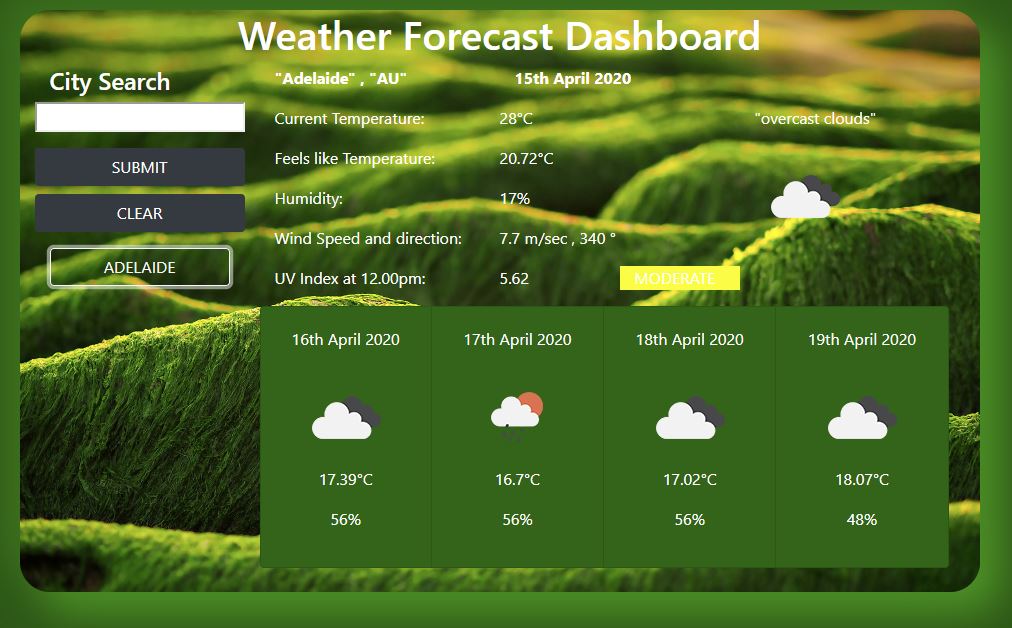 Weather Forecast Dashboard
City Search
SUBMIT
CLEAR
ADELAIDE
"Adelaide" , "AU" 15th April 2020
Current Temperature: 28°C "overcast clouds"
Feels like Temperature: 20.72°C
Humidity: 17%
Wind Speed and direction: 7.7 m/sec , 340 °
UV Index at 12.00pm: 5.62 MODERATE
16th April 2020 17th April 2020 18th April 2020 19th April 2020
17.39°C 16.7°C 17.02°C 18.07°C
56% 56% 56% 48%